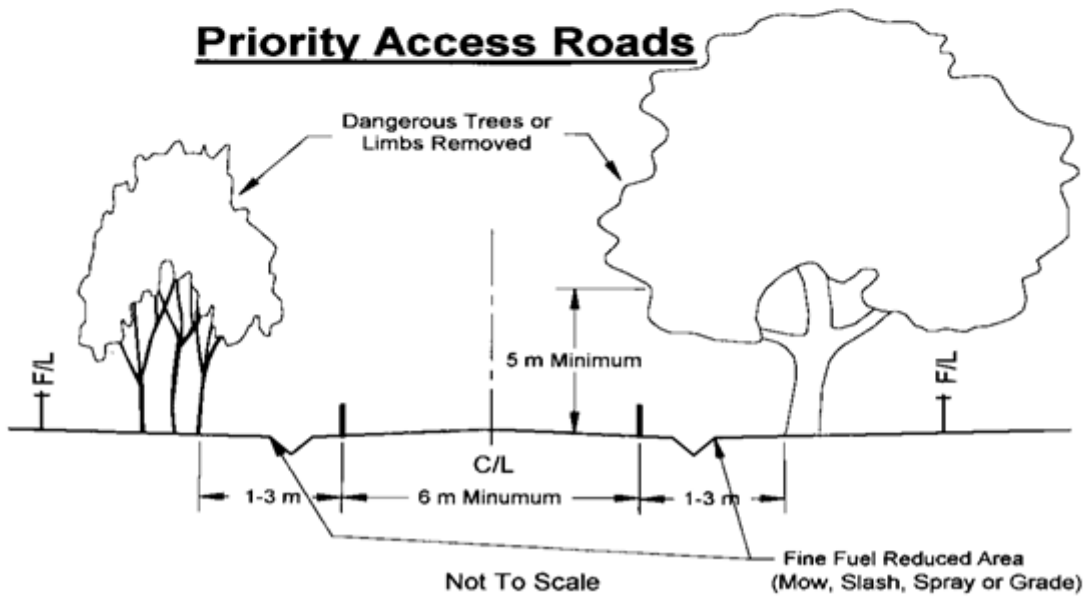 Priority Access Roads
Dangerous Trees or
Limbs Removed
5 m Minimum
F/L
F/L
C/L
1-3 m
6 m Minumum
1-3 m
Fine Fuel Reduced Area
(Mow, Slash, Spray or Grade)
Not To Scale